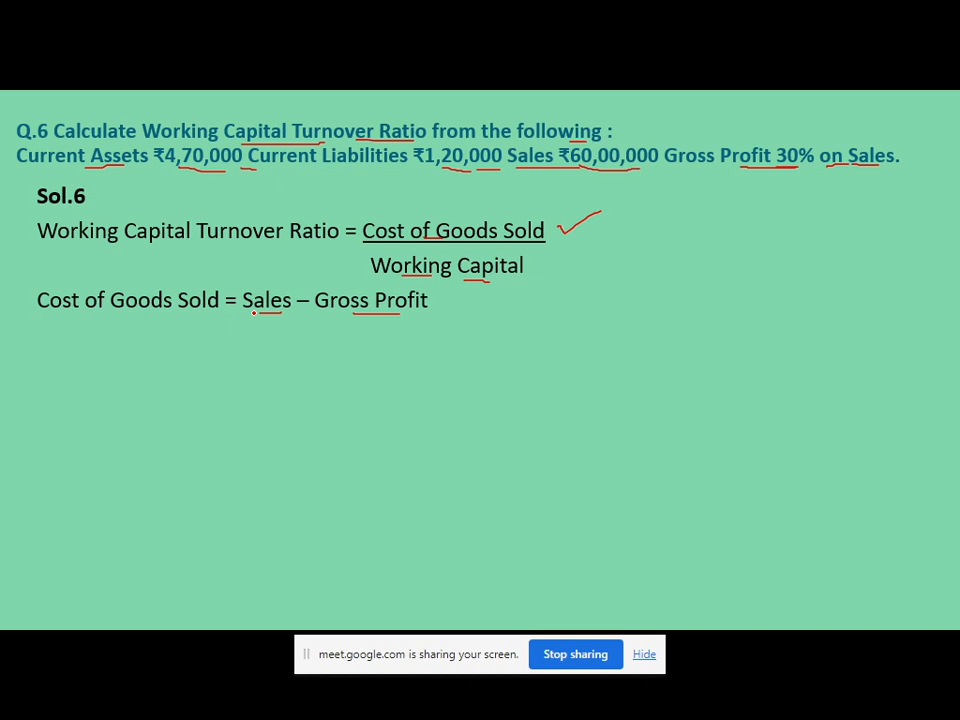 Q.6 Calculate Working Capital Turnover Ratio from the following :
Current Assets ₹4,70,000 Current Liabilities ₹1,20,000 Sales ₹60,00,000 Gross Profit 30% on Sales.
Sol.6
Working Capital Turnover Ratio = Cost of Goods Sold
Working Capital
Cost of Goods Sold = Sales – Gross Profit
meet.google.com is sharing your screen.
Stop sharing
Hide